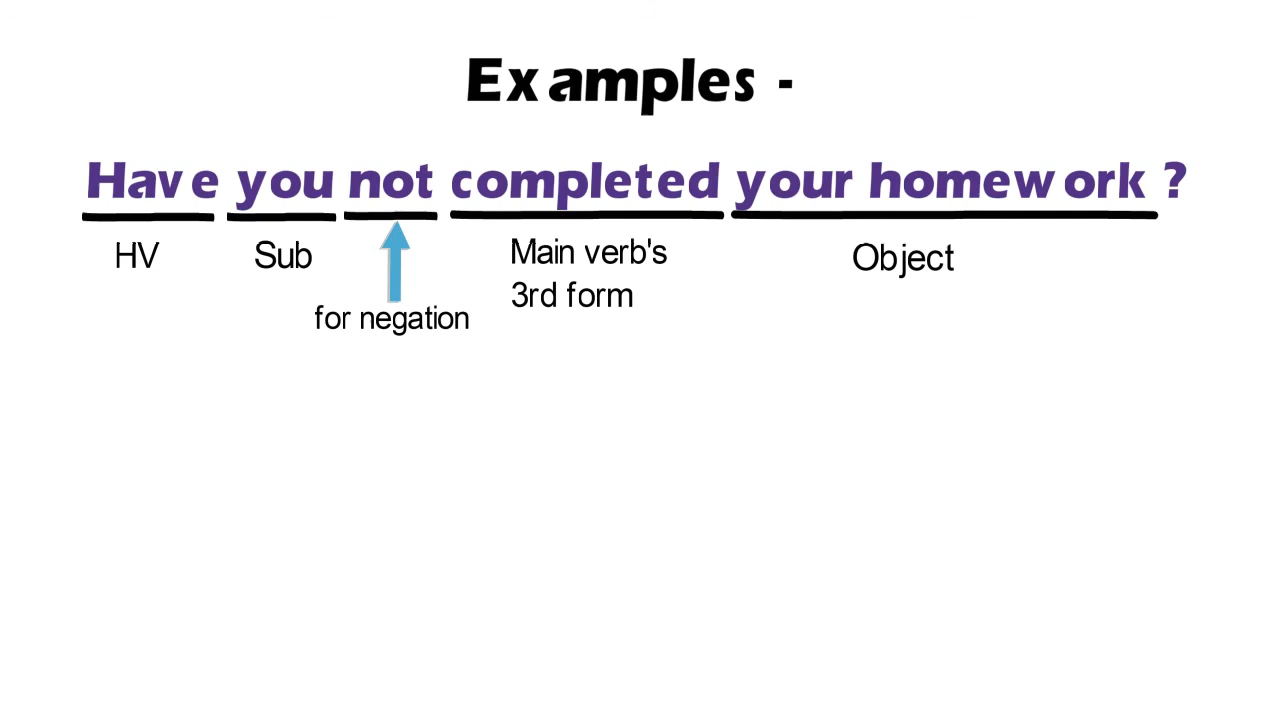 Examples -
Have you not completed your homework ?
HV Sub Main verb's Object
3rd form
for negation